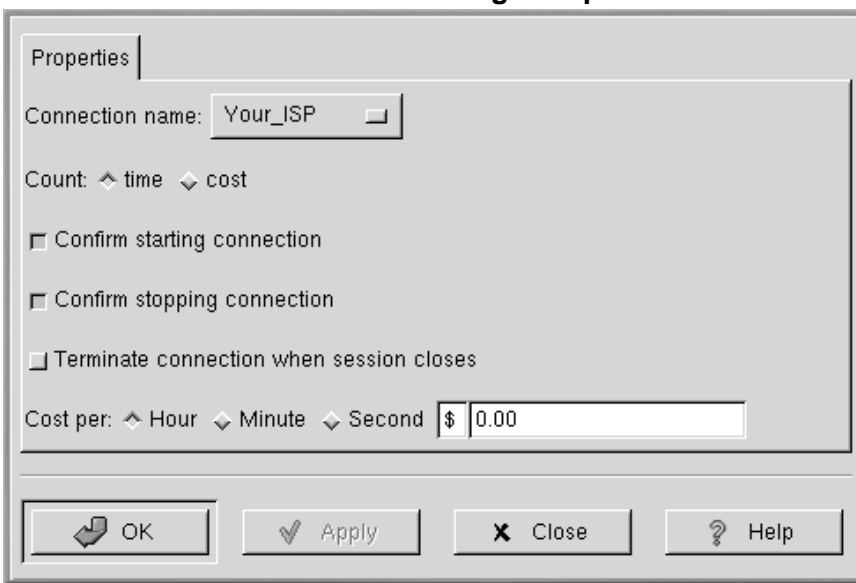 Properties
Connection name: Your_ISP
Count: time cost
Confirm starting connection
Confirm stopping connection
Terminate connection when session closes
Cost per: Hour Minute Second $ 0.00
OK Apply Close Help